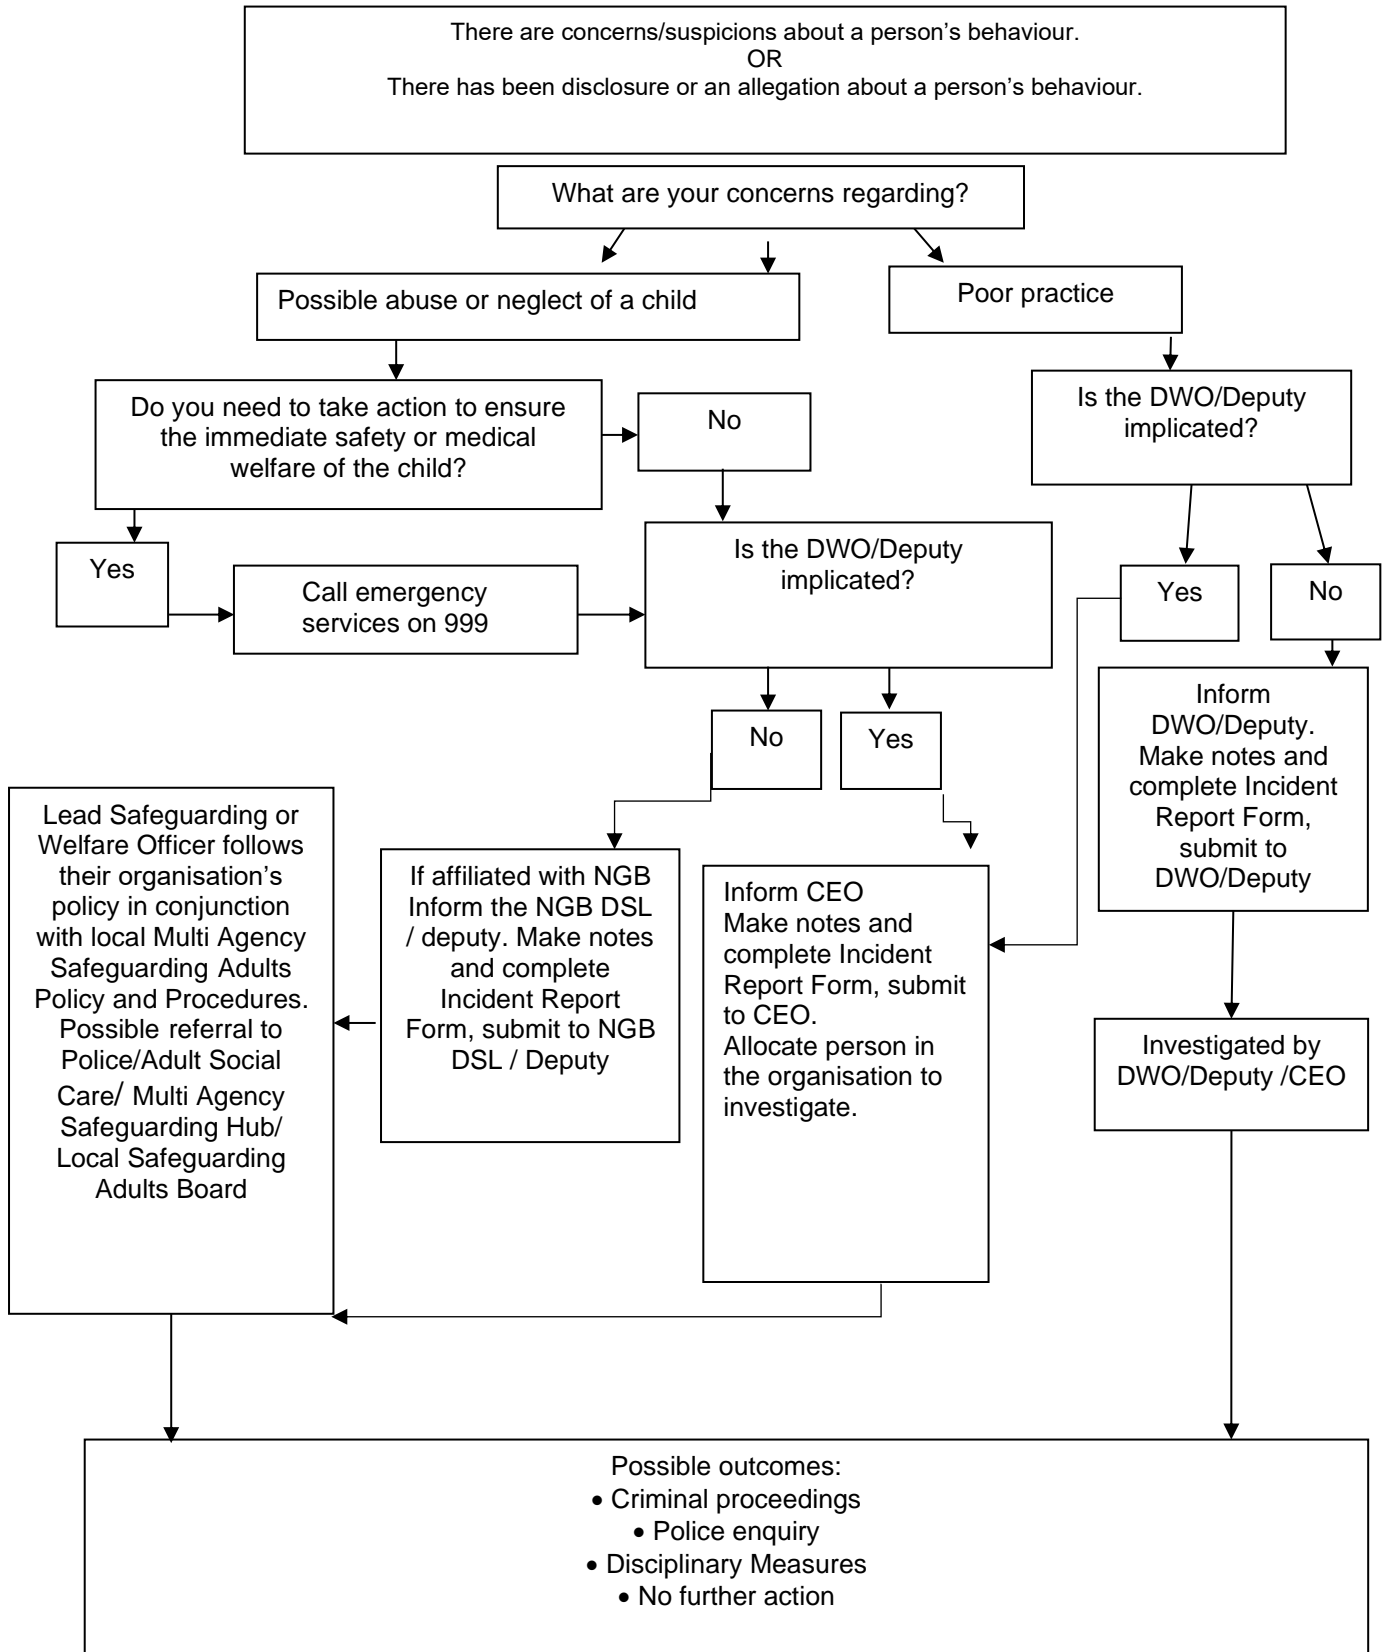 There are concerns/suspicions about a person’s behaviour.
OR
There has been disclosure or an allegation about a person’s behaviour.
What are your concerns regarding?
Possible abuse or neglect of a child
Poor practice
Do you need to take action to ensure
the immediate safety or medical
welfare of the child?
No
Is the DWO/Deputy
implicated?
Yes
Call emergency
services on 999
Is the DWO/Deputy
implicated?
Yes
No
No
Yes
Inform
DWO/Deputy.
Make notes and
complete Incident
Report Form,
submit to
DWO/Deputy
Lead Safeguarding or
Welfare Officer follows
their organisation’s
policy in conjunction
with local Multi Agency
Safeguarding Adults
Policy and Procedures.
Possible referral to
Police/Adult Social
Care/ Multi Agency
Safeguarding Hub/
Local Safeguarding
Adults Board
If affiliated with NGB
Inform the NGB DSL
/ deputy. Make notes
and complete
Incident Report
Form, submit to NGB
DSL / Deputy
Inform CEO
Make notes and
complete Incident
Report Form, submit
to CEO.
Allocate person in
the organisation to
investigate.
Investigated by
DWO/Deputy /CEO
Possible outcomes:
• Criminal proceedings
• Police enquiry
• Disciplinary Measures
• No further action